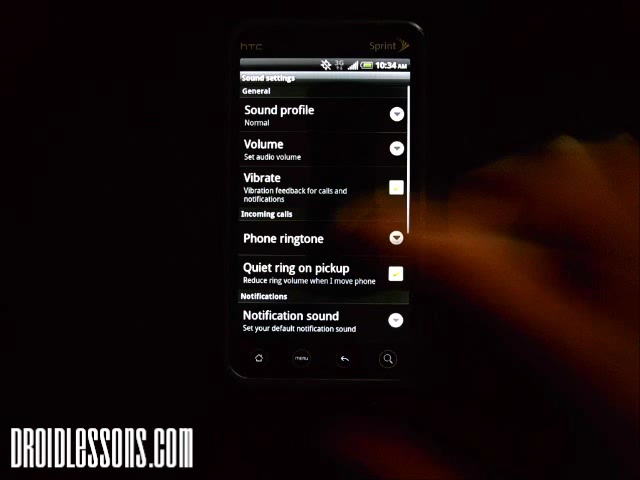 htc
Sprint
3G
10:34 AM
Sound settings
General
Sound profile
Normal
Volume
Set audio volume
Vibrate
Vibration feedback for calls and
notifications
Incoming calls
Phone ringtone
Quiet ring on pickup
Reduce ring volume when I move phone
Notifications
Notification sound
Set your default notification sound
menu
DROIDLESSONS.COM